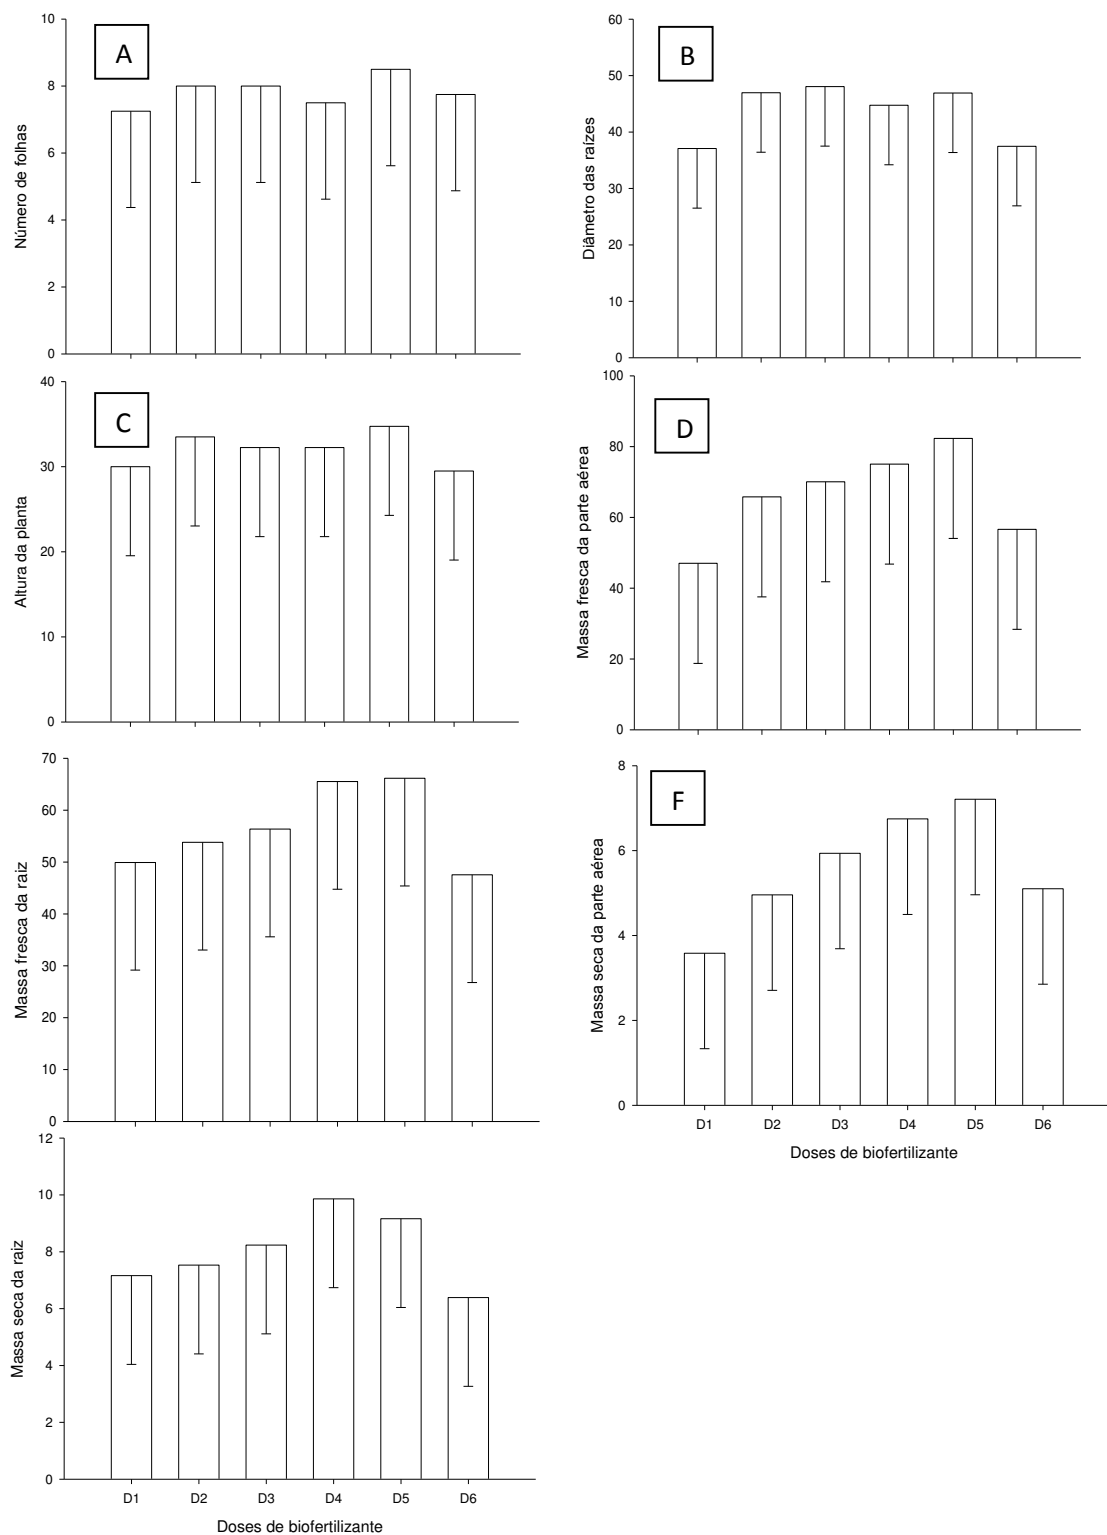 A
Número de folhas
10
8
6
4
2
0
B
Diâmetro das raízes
60
50
40
30
20
10
0
C
Altura da planta
40
30
20
10
0
D
Massa fresca da parte aérea
100
80
60
40
20
0
Massa fresca da raiz
70
60
50
40
30
20
10
0
F
Massa seca da parte aérea
8
6
4
2
0
D1 D2 D3 D4 D5 D6
Doses de biofertilizante
Massa seca da raiz
12
10
8
6
4
2
0
D1 D2 D3 D4 D5 D6
Doses de biofertilizante